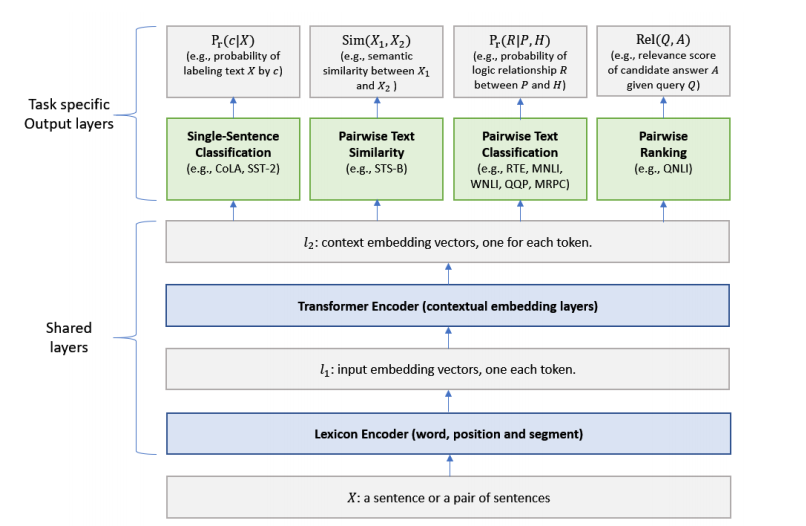 Task specific
Output layers
Pr(c|X)
(e.g., probability of
labeling text X by c)
Sim(X₁, X₂)
(e.g., semantic
similarity between X₁
and X₂ )
Pr(R|P, H)
(e.g., probability of
logic relationship R
between P and H)
Rel(Q, A)
(e.g., relevance score
of candidate answer A
given query Q)
Single-Sentence
Classification
(e.g., CoLA, SST-2)
Pairwise Text
Similarity
(e.g., STS-B)
Pairwise Text
Classification
(e.g., RTE, MNLI,
WNLI, QQP, MRPC)
Pairwise
Ranking
(e.g., QNLI)
Shared
layers
l₂: context embedding vectors, one for each token.
Transformer Encoder (contextual embedding layers)
l₁: input embedding vectors, one each token.
Lexicon Encoder (word, position and segment)
X: a sentence or a pair of sentences